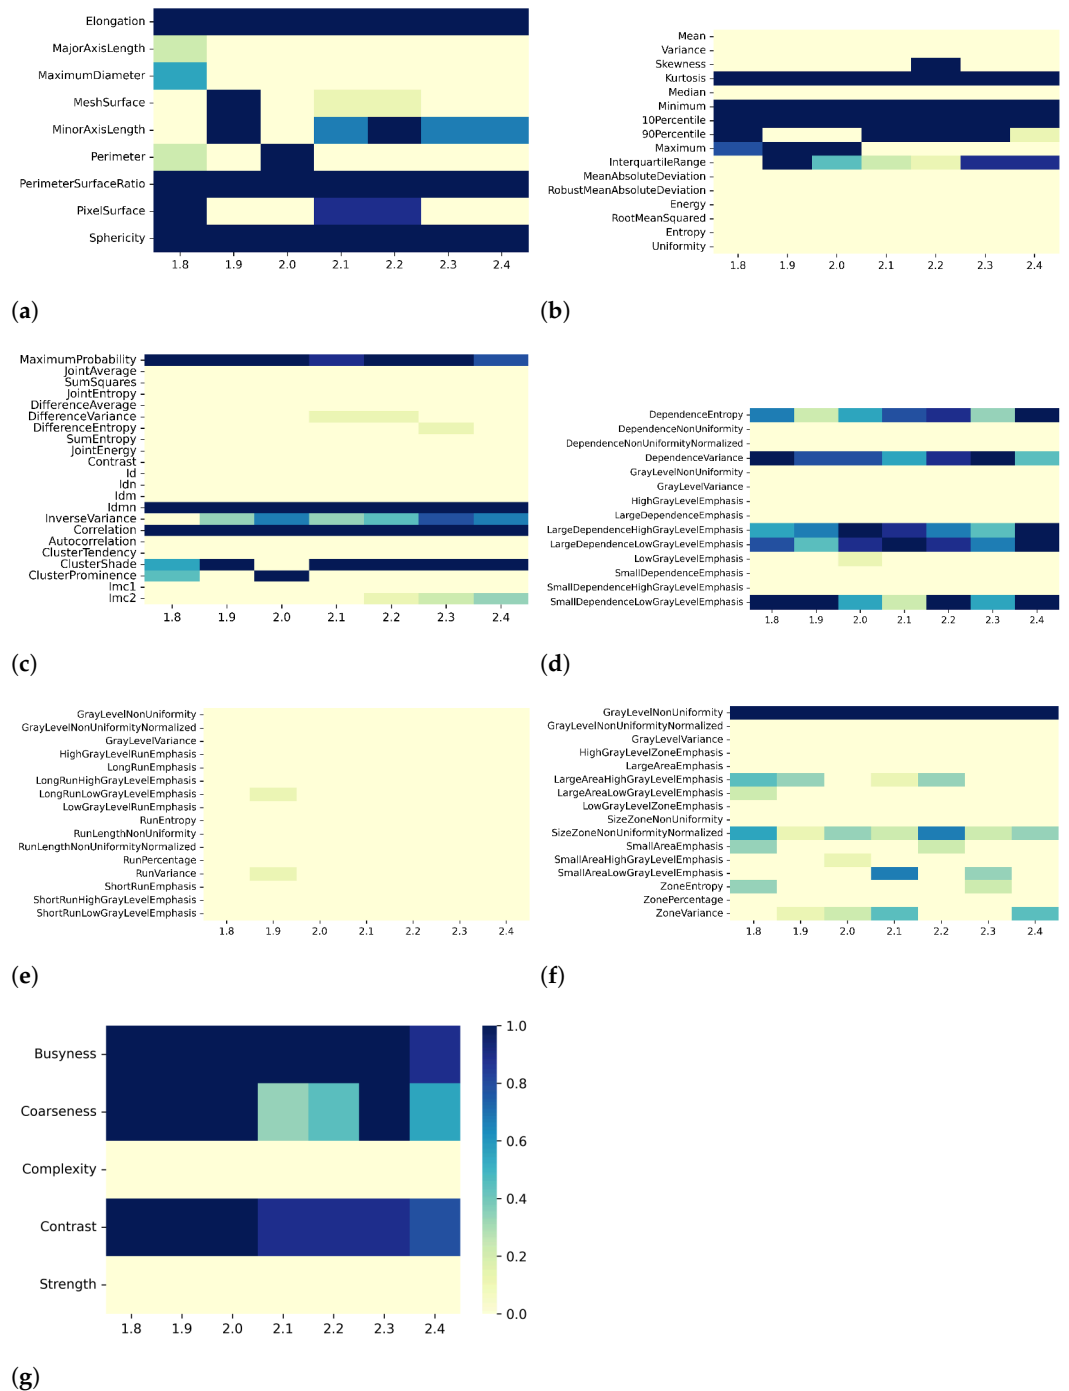 Elongation
MajorAxisLength
MaximumDiameter
MeshSurface
MinorAxisLength
Perimeter
PerimeterSurfaceRatio
PixelSurface
Sphericity
1.8 1.9 2.0 2.1 2.2 2.3 2.4
(a)
Mean
Variance
Skewness
Kurtosis
Median
Minimum
10Percentile
90Percentile
Maximum
InterquartileRange
MeanAbsoluteDeviation
RobustMeanAbsoluteDeviation
Energy
RootMeanSquared
Entropy
Uniformity
1.8 1.9 2.0 2.1 2.2 2.3 2.4
(b)
MaximumProbability
JointAverage
SumSquares
JointEntropy
DifferenceAverage
DifferenceVariance
DifferenceEntropy
SumEntropy
JointEnergy
Contrast
Id
Idn
Idm
Idmn
InverseVariance
Correlation
Autocorrelation
ClusterTendency
ClusterShade
ClusterProminence
Imc1
Imc2
1.8 1.9 2.0 2.1 2.2 2.3 2.4
(c)
DependenceEntropy
DependenceNonUniformity
DependenceNonUniformityNormalized
DependenceVariance
GrayLevelNonUniformity
GrayLevelVariance
HighGrayLevelEmphasis
LargeDependenceEmphasis
LargeDependenceHighGrayLevelEmphasis
LargeDependenceLowGrayLevelEmphasis
LowGrayLevelEmphasis
SmallDependenceEmphasis
SmallDependenceHighGrayLevelEmphasis
SmallDependenceLowGrayLevelEmphasis
1.8 1.9 2.0 2.1 2.2 2.3 2.4
(d)
GrayLevelNonUniformity
GrayLevelNonUniformityNormalized
GrayLevelVariance
HighGrayLevelRunEmphasis
LongRunEmphasis
LongRunHighGrayLevelEmphasis
LongRunLowGrayLevelEmphasis
LowGrayLevelRunEmphasis
RunEntropy
RunLengthNonUniformity
RunLengthNonUniformityNormalized
RunPercentage
RunVariance
ShortRunEmphasis
ShortRunHighGrayLevelEmphasis
ShortRunLowGrayLevelEmphasis
1.8 1.9 2.0 2.1 2.2 2.3 2.4
(e)
GrayLevelNonUniformity
GrayLevelNonUniformityNormalized
GrayLevelVariance
HighGrayLevelZoneEmphasis
LargeAreaEmphasis
LargeAreaHighGrayLevelEmphasis
LargeAreaLowGrayLevelEmphasis
LowGrayLevelZoneEmphasis
SizeZoneNonUniformity
SizeZoneNonUniformityNormalized
SmallAreaEmphasis
SmallAreaHighGrayLevelEmphasis
SmallAreaLowGrayLevelEmphasis
ZoneEntropy
ZonePercentage
ZoneVariance
1.8 1.9 2.0 2.1 2.2 2.3 2.4
(f)
Busyness
Coarseness
Complexity
Contrast
Strength
1.8 1.9 2.0 2.1 2.2 2.3 2.4
1.0
0.8
0.6
0.4
0.2
0.0
(g)